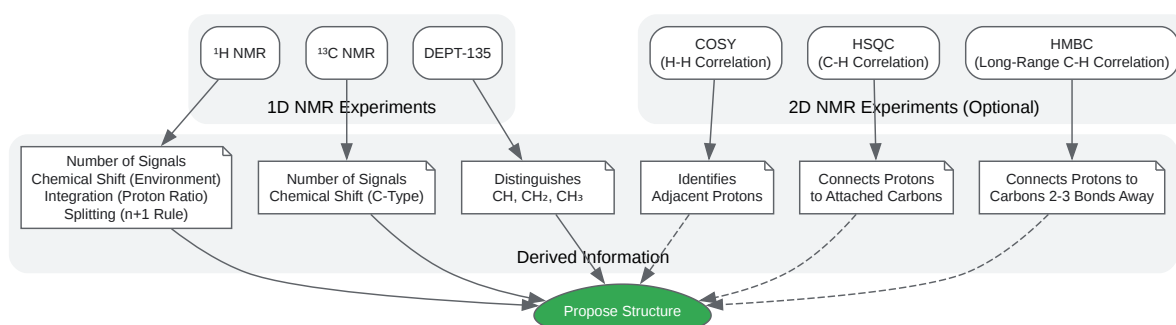 ¹H NMR
¹³C NMR
DEPT-135
COSY
(H-H Correlation)
HSQC
(C-H Correlation)
HMBC
(Long-Range C-H Correlation)
1D NMR Experiments
2D NMR Experiments (Optional)
Number of Signals
Chemical Shift (Environment)
Integration (Proton Ratio)
Splitting (n+1 Rule)
Number of Signals
Chemical Shift (C-Type)
Distinguishes
CH, CH₂, CH₃
Identifies
Adjacent Protons
Connects Protons
to Attached Carbons
Connects Protons to
Carbons 2-3 Bonds Away
Derived Information
Propose Structure